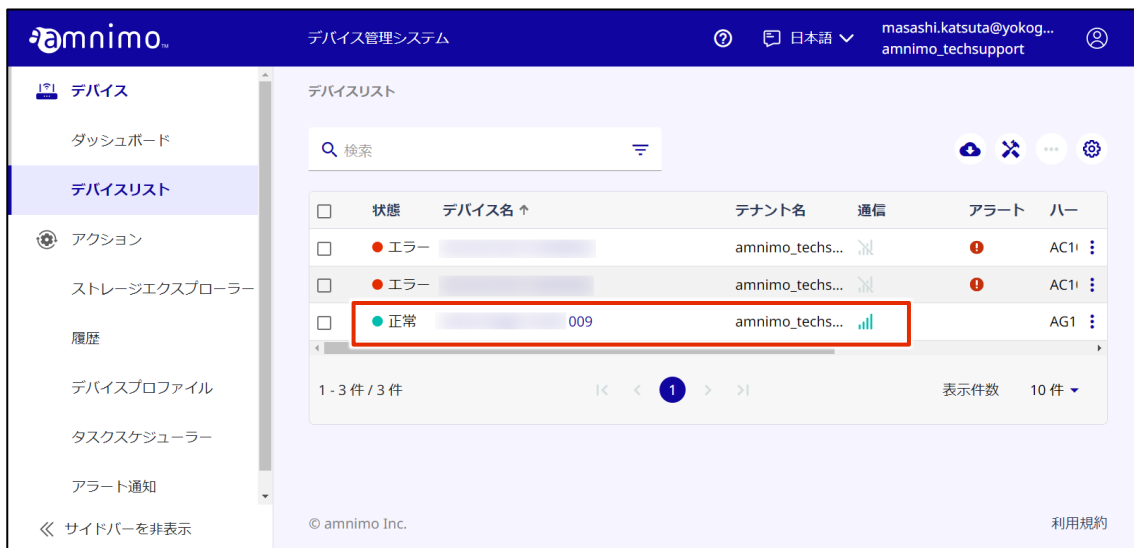 amnimo™
デバイス管理システム
日本語
masashi.katsuta@yokog...
amnimo_techsupport
デバイス
ダッシュボード
デバイスリスト
アクション
ストレージエクスプローラー
履歴
デバイスプロファイル
タスクスケジューラー
アラート通知
サイドバーを非表示
デバイスリスト
検索
状態 デバイス名 ↑ テナント名 通信 アラート ハー
エラー amnimo_techs...
エラー amnimo_techs...
正常 009 amnimo_techs... AG1
1 - 3 件 / 3 件 1 表示件数 10 件
© amnimo Inc. 利用規約